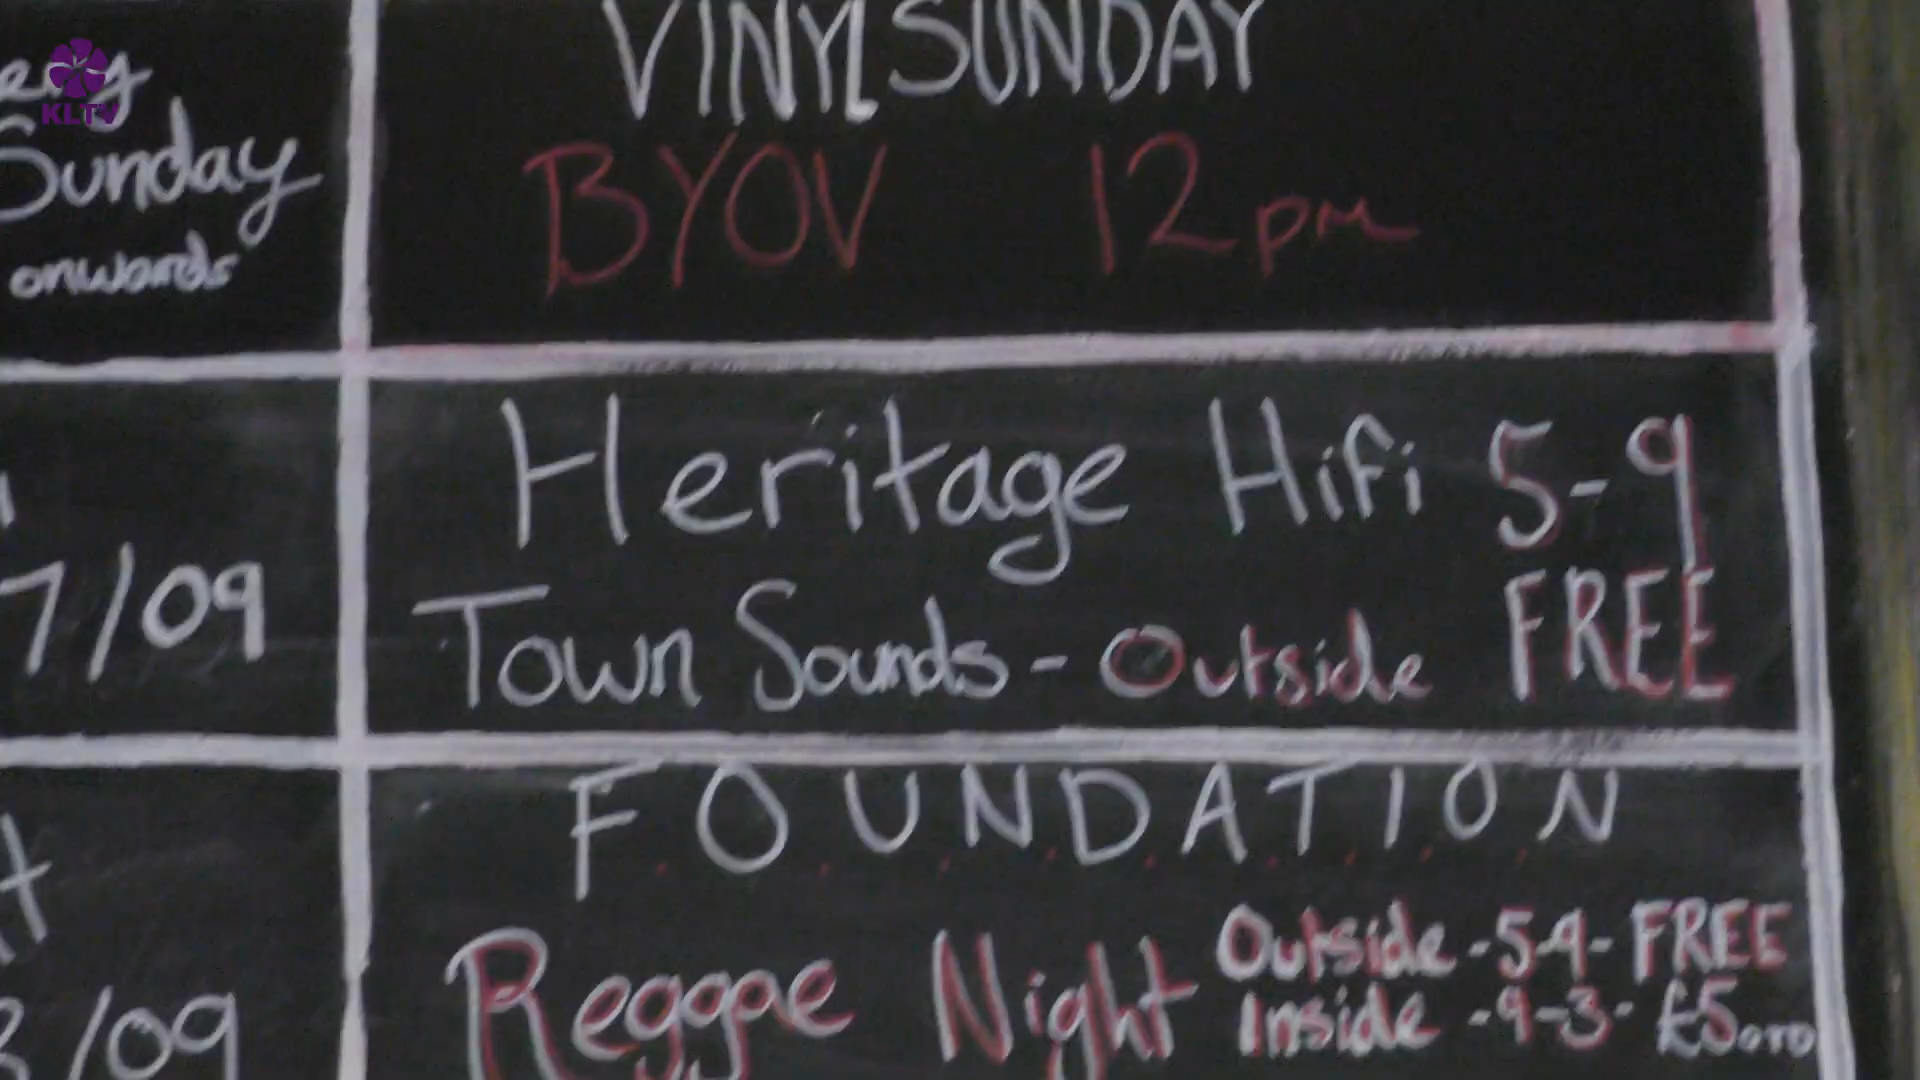 VINYL SUNDAY
KLTV
Sunday
onwards
BYOV 12pm
Heritage Hifi 5-9
7/09
Town Sounds - Outside FREE
F.O.U.N.D.A.T.I.O.N
Reggae Night
Outside - 5-9 - FREE
Inside - 9-3 - £5
/09